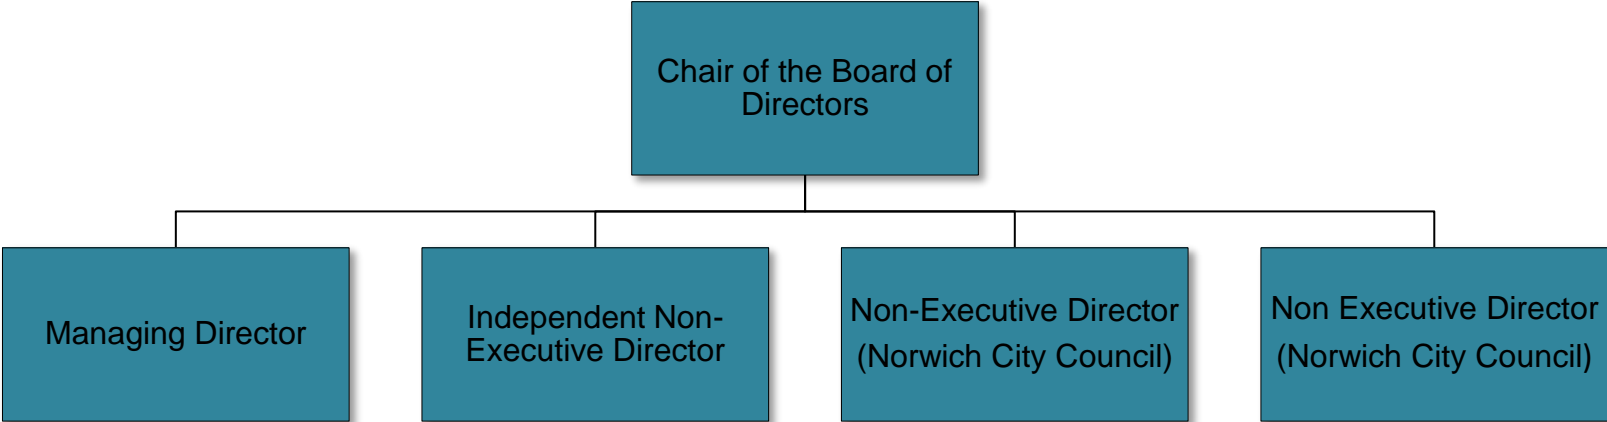 Chair of the Board of
Directors
Managing Director
Independent Non-
Executive Director
Non-Executive Director
(Norwich City Council)
Non Executive Director
(Norwich City Council)